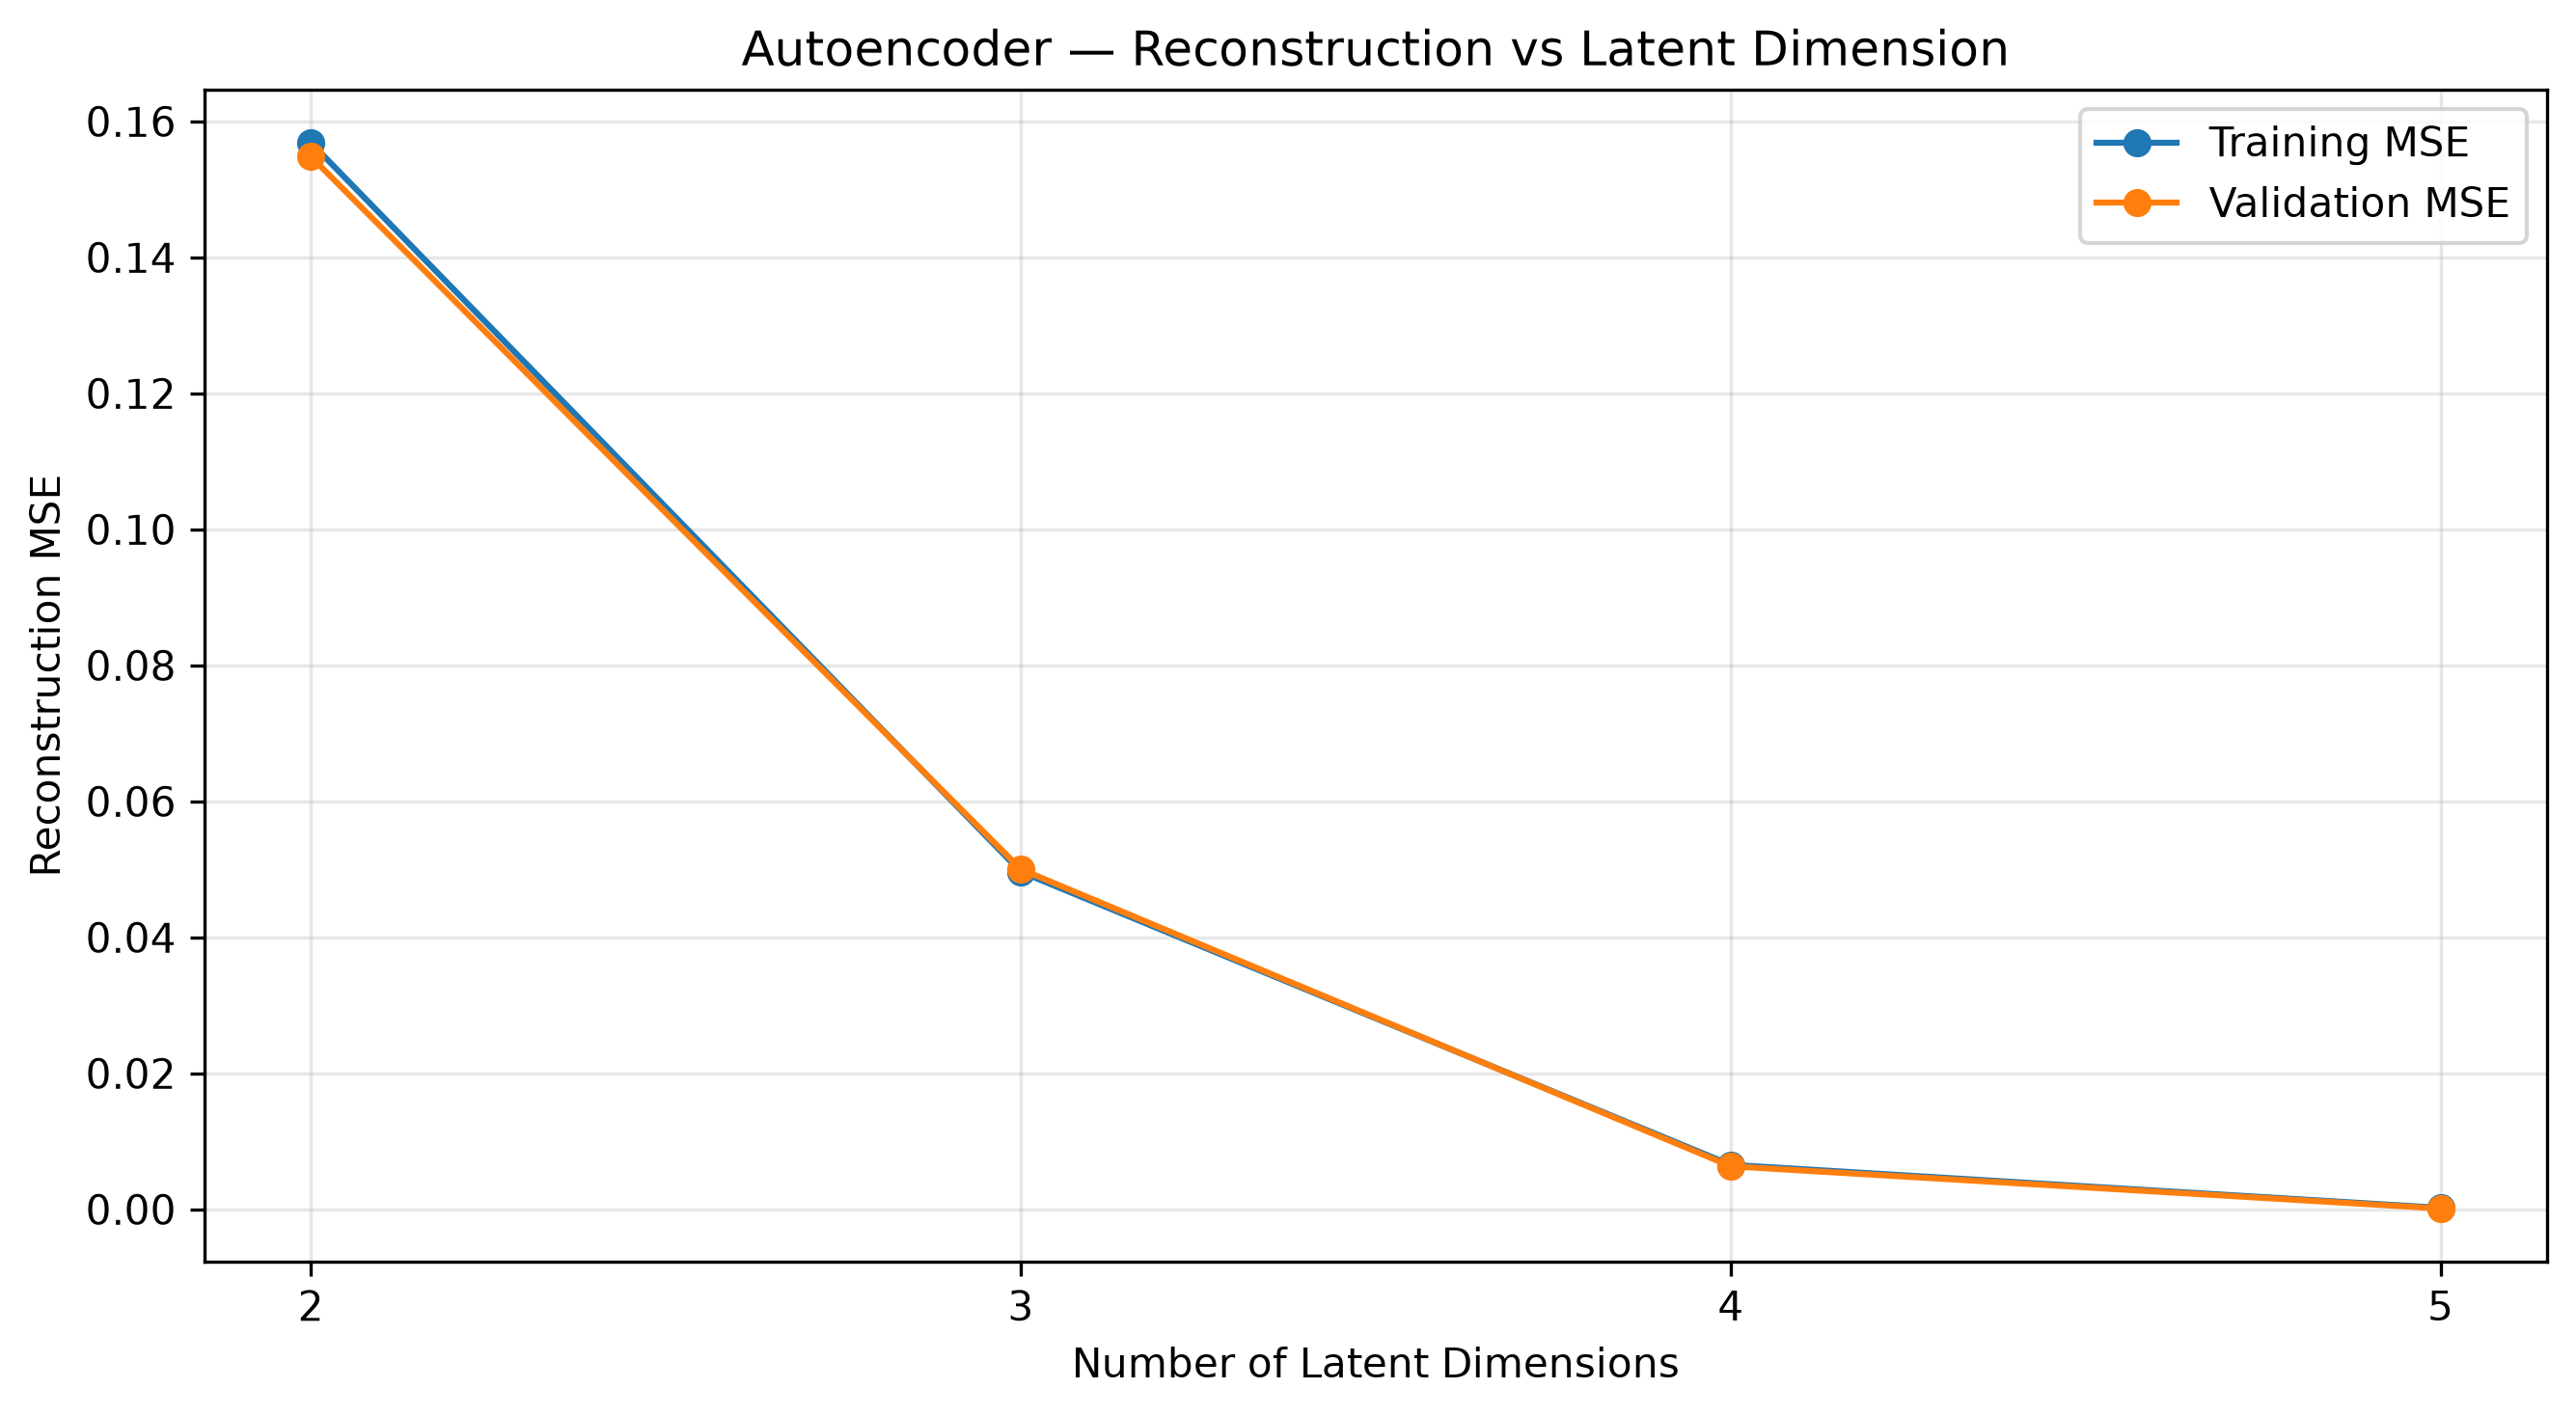 Autoencoder — Reconstruction vs Latent Dimension
Training MSE
Validation MSE
Reconstruction MSE
0.16
0.14
0.12
0.10
0.08
0.06
0.04
0.02
0.00
2
3
4
5
Number of Latent Dimensions